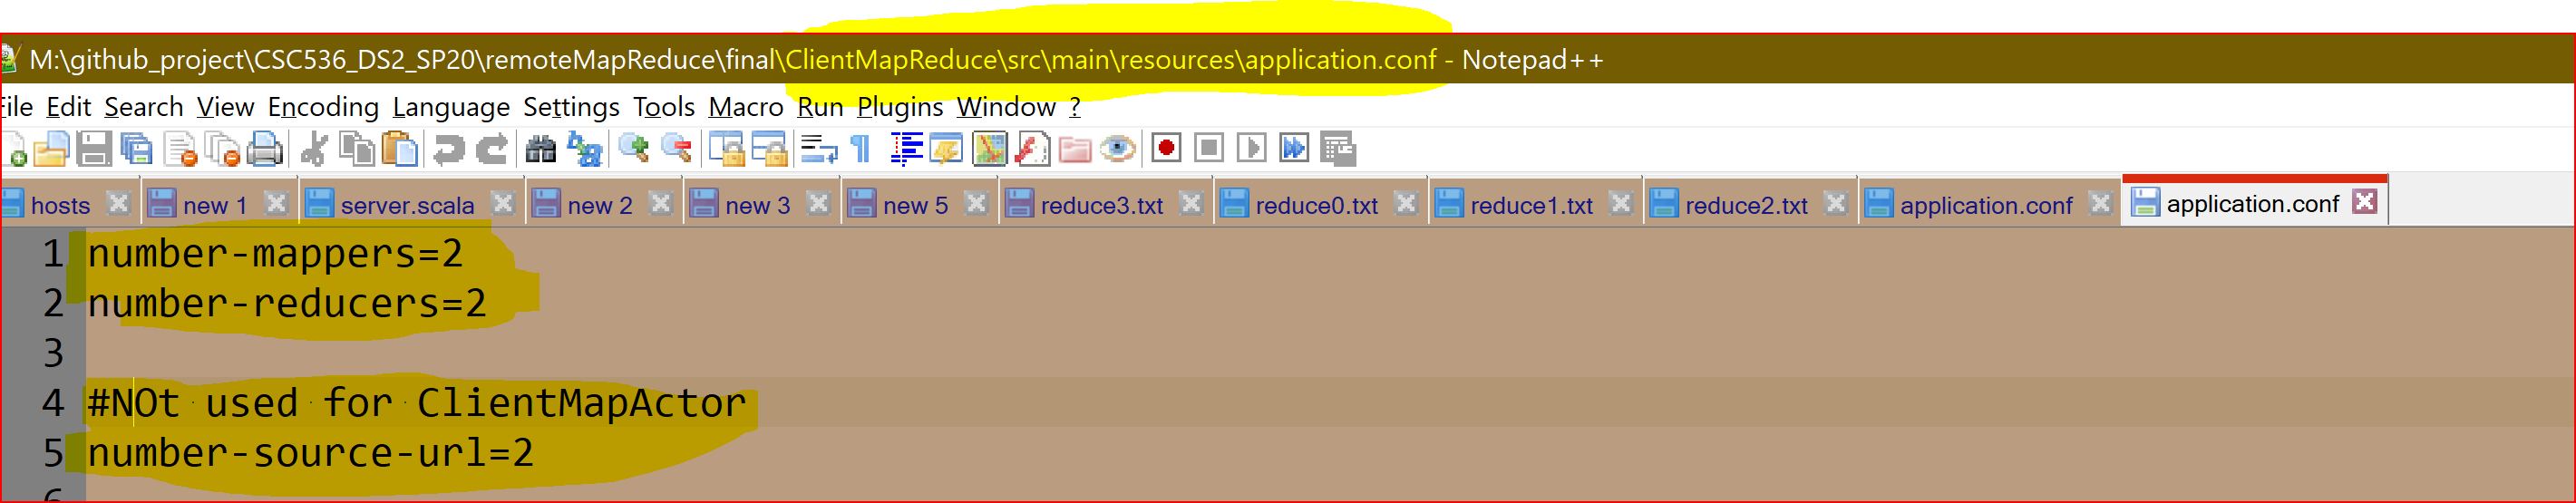 M:\github_project\CSC536_DS2_SP20\remoteMapReduce\final\ClientMapReduce\src\main\resources\application.conf - Notepad++
File Edit Search View Encoding Language Settings Tools Macro Run Plugins Window ?
hosts new 1 server.scala new 2 new 3 new 5 reduce3.txt reduce0.txt reduce1.txt reduce2.txt application.conf application.conf
1 number-mappers=2
2 number-reducers=2
3
4 #NOt used for ClientMapActor
5 number-source-url=2
6